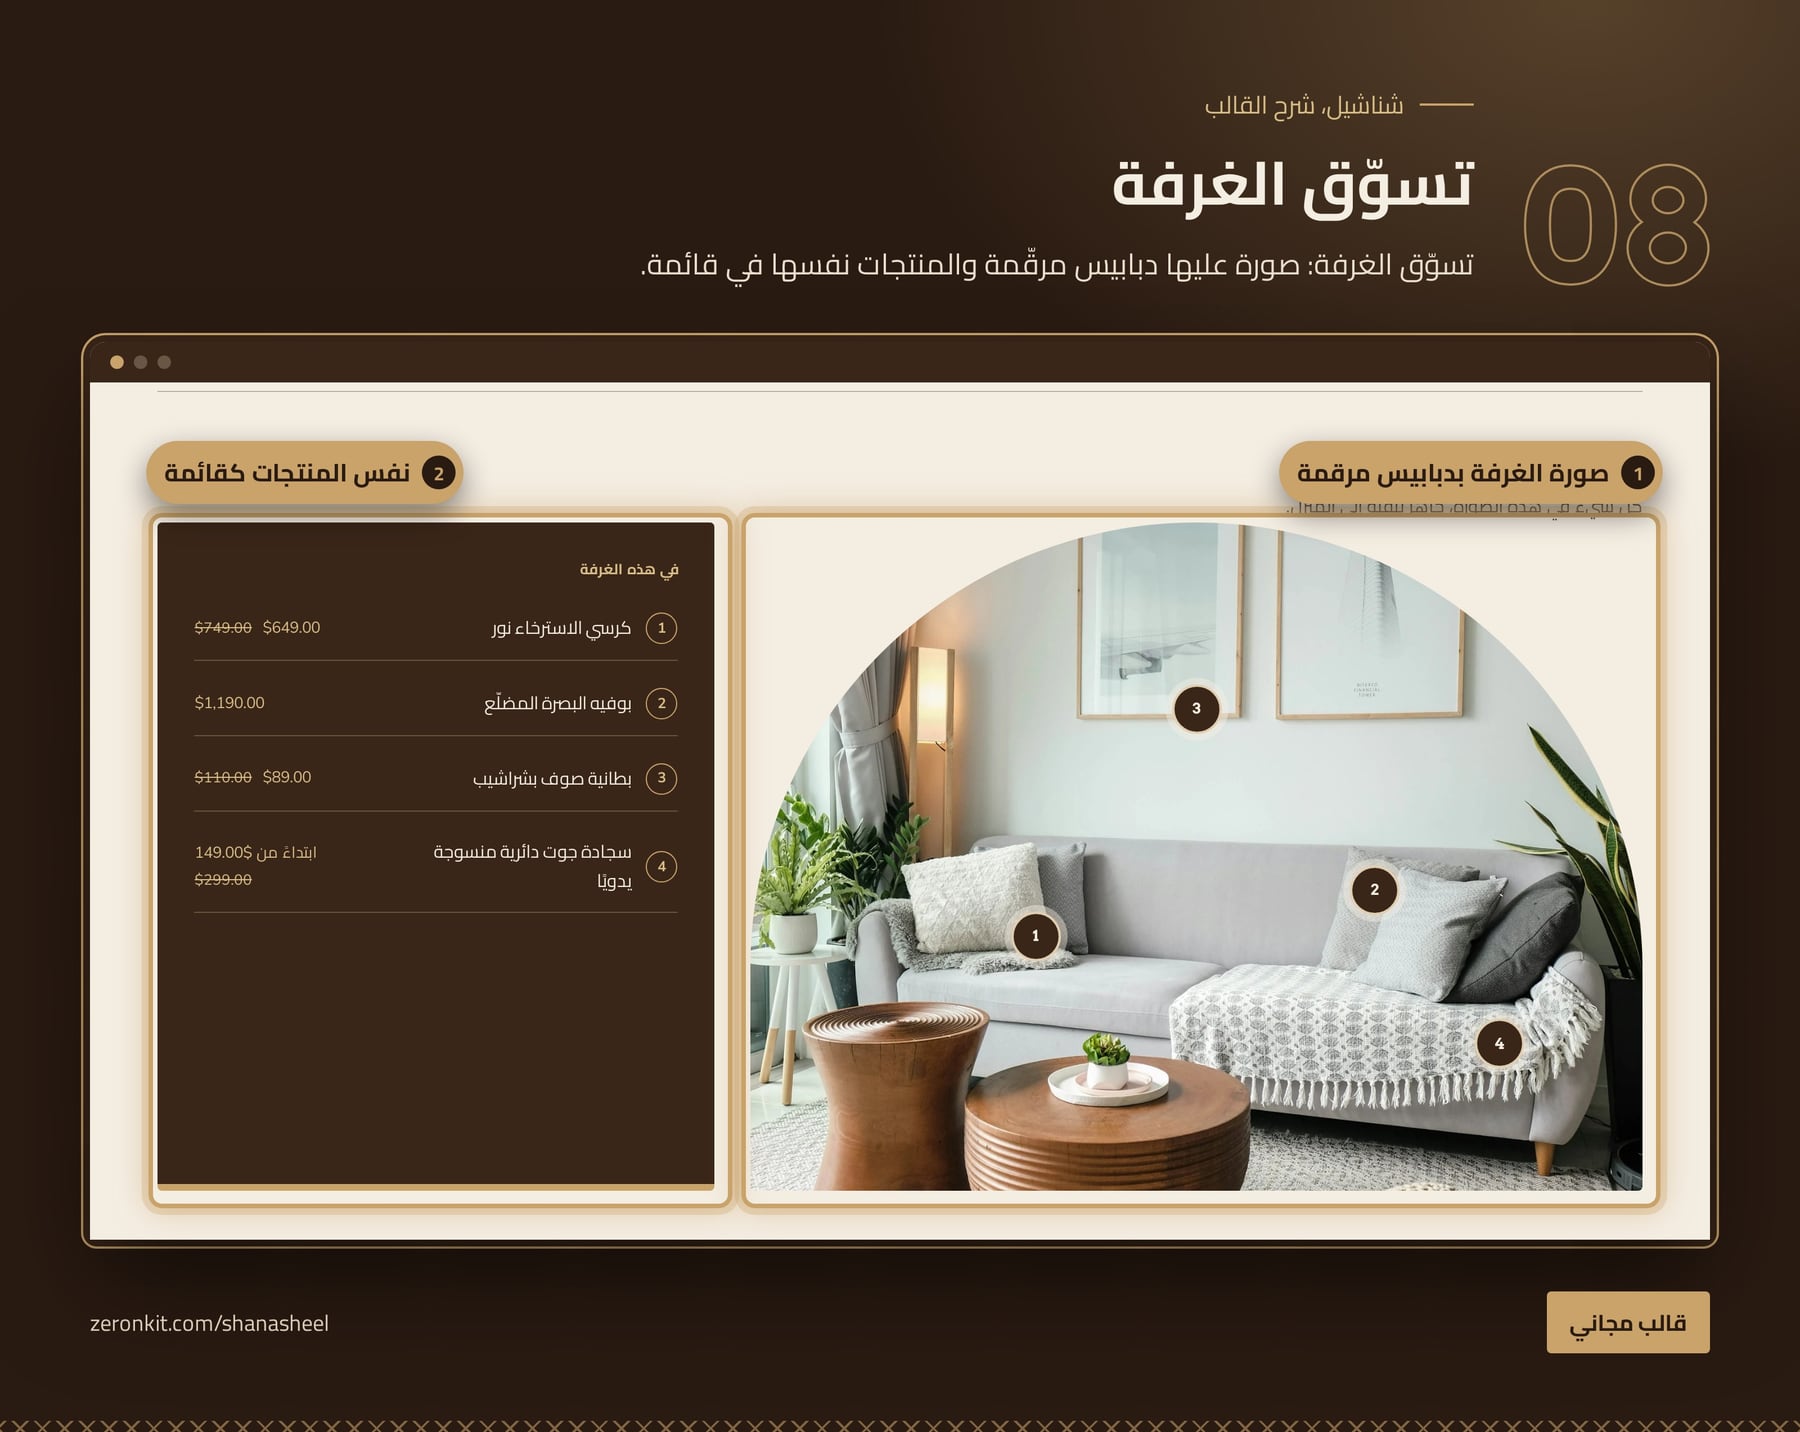 شناشيل، شرح القالب
08
تسوّق الغرفة
تسوّق الغرفة: صورة عليها دبابيس مرقّمة والمنتجات نفسها في قائمة.
1 صورة الغرفة بدبابيس مرقمة
2 نفس المنتجات كقائمة
3
2
1
4
في هذه الغرفة
1 كرسي الاسترخاء نور $649.00 $749.00
2 بوفيه البصرة المضلّع $1,190.00
3 بطانية صوف بشراشيب $89.00 $110.00
4 سجادة جوت دائرية منسوجة يدويًا
ابتداءً من $149.00
$299.00
قالب مجاني
zeronkit.com/shanasheel